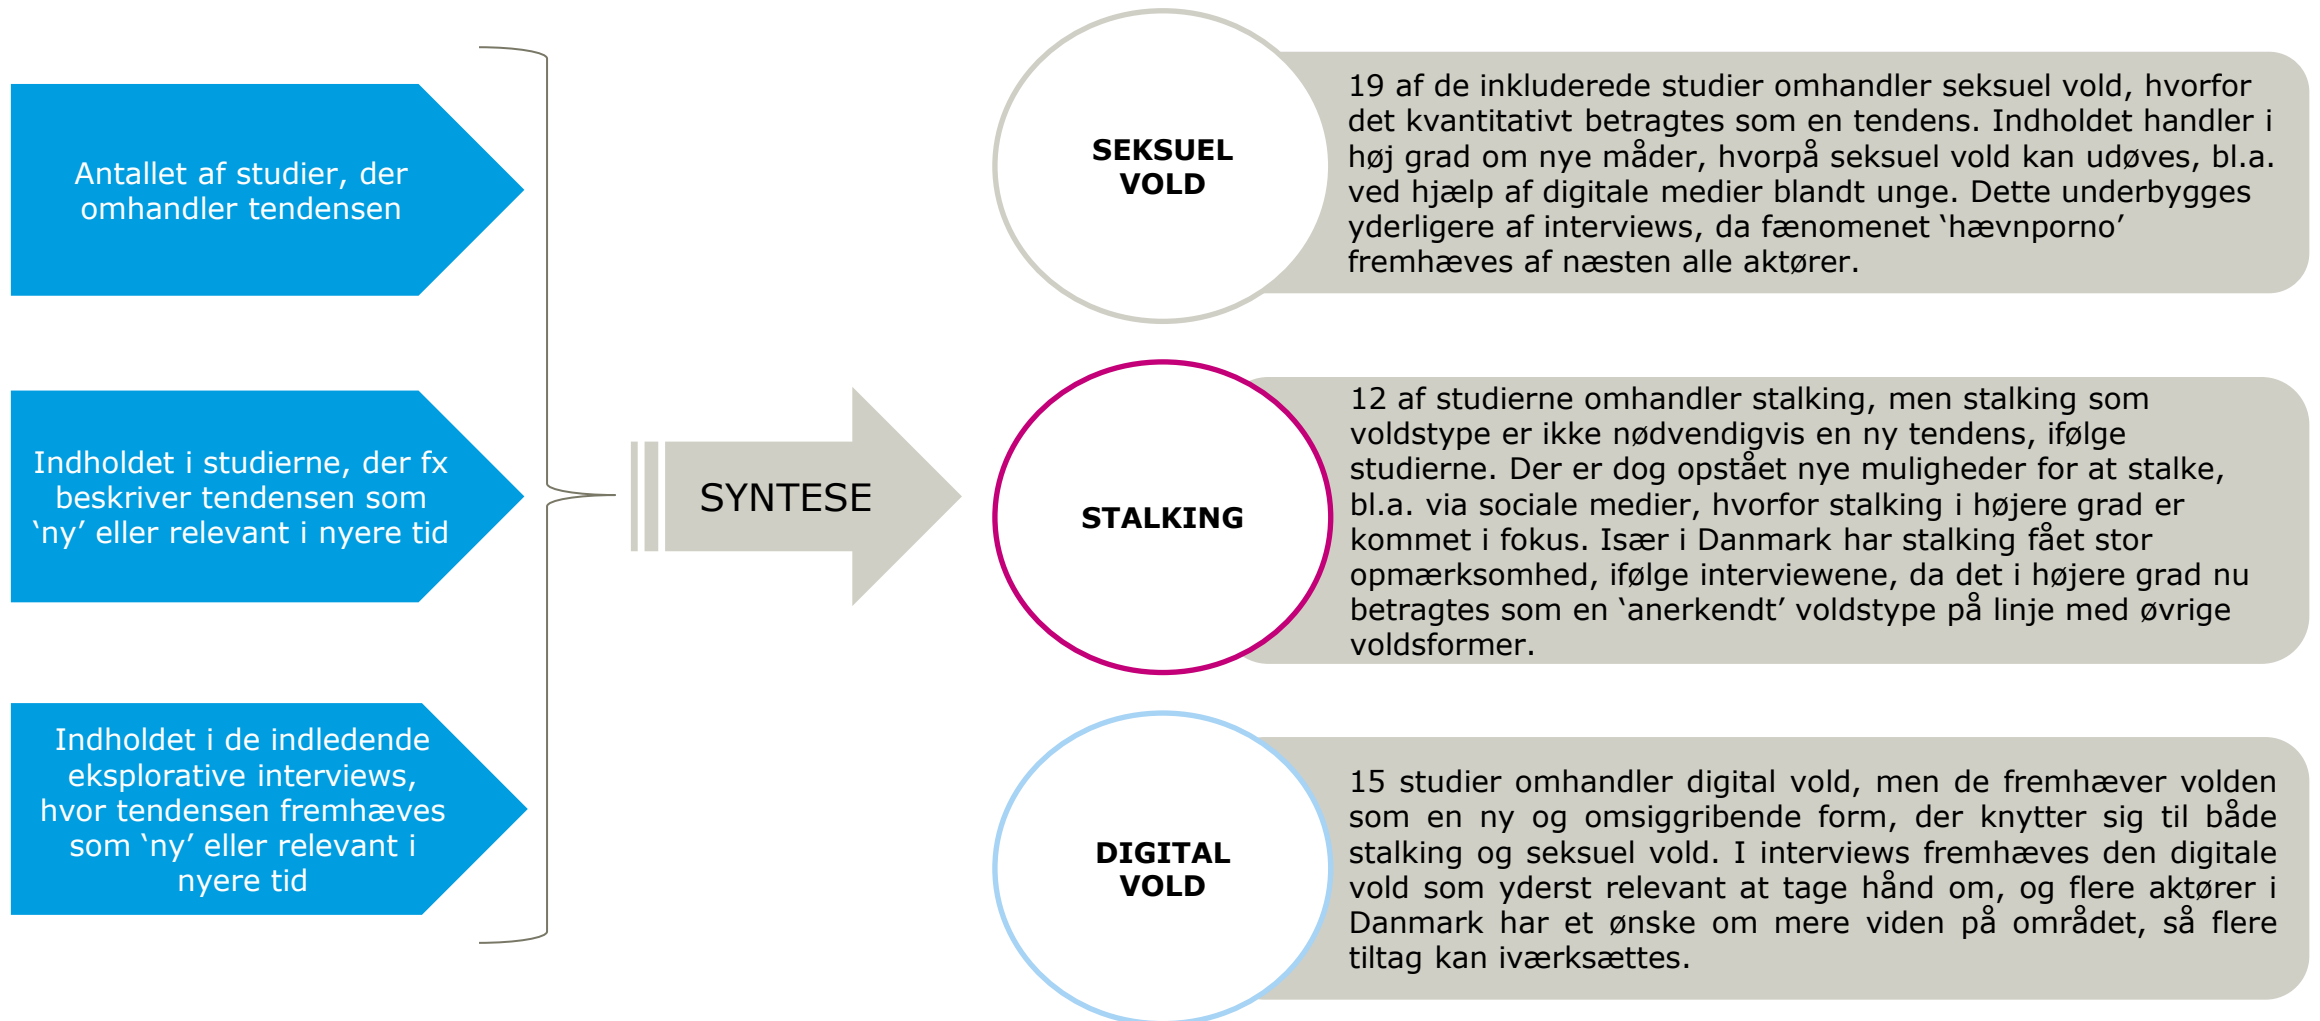 Antallet af studier, der
omhandler tendensen
Indholdet i studierne, der fx
beskriver tendensen som
‘ny’ eller relevant i nyere tid
Indholdet i de indledende
eksplorative interviews,
hvor tendensen fremhæves
som ‘ny’ eller relevant i
nyere tid
SYNTESE
SEKSUEL
VOLD
19 af de inkluderede studier omhandler seksuel vold, hvorfor
det kvantitativt betragtes som en tendens. Indholdet handler i
høj grad om nye måder, hvorpå seksuel vold kan udøves, bl.a.
ved hjælp af digitale medier blandt unge. Dette underbygges
yderligere af interviews, da fænomenet ‘hævnporno’
fremhæves af næsten alle aktører.
STALKING
12 af studierne omhandler stalking, men stalking som
voldstype er ikke nødvendigvis en ny tendens, ifølge
studierne. Der er dog opstået nye muligheder for at stalke,
bl.a. via sociale medier, hvorfor stalking i højere grad er
kommet i fokus. Især i Danmark har stalking fået stor
opmærksomhed, ifølge interviewene, da det i højere grad nu
betragtes som en ‘anerkendt’ voldstype på linje med øvrige
voldsformer.
DIGITAL
VOLD
15 studier omhandler digital vold, men de fremhæver volden
som en ny og omsiggribende form, der knytter sig til både
stalking og seksuel vold. I interviews fremhæves den digitale
vold som yderst relevant at tage hånd om, og flere aktører i
Danmark har et ønske om mere viden på området, så flere
tiltag kan iværksættes.